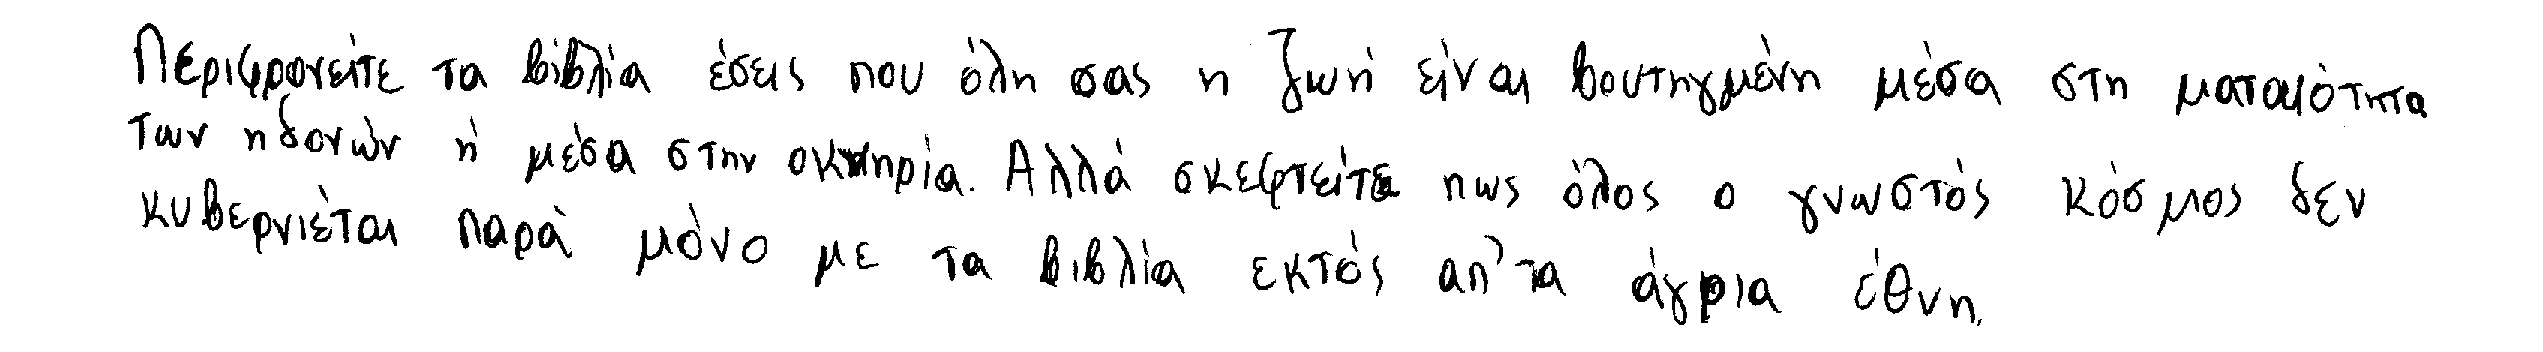 Περιφρονείτε τα βιβλία έσεις που όλη σας η ζωή είναι βουτηγμένη μέσα στη ματαιότητα
των ηδονών ή μέσα στην οκνηρία. Αλλά σκεφτείτε πως όλος ο γνωστός κόσμος δεν
κυβερνιέται παρά μόνο με τα βιβλία εκτός απ' τα άγρια έθνη.